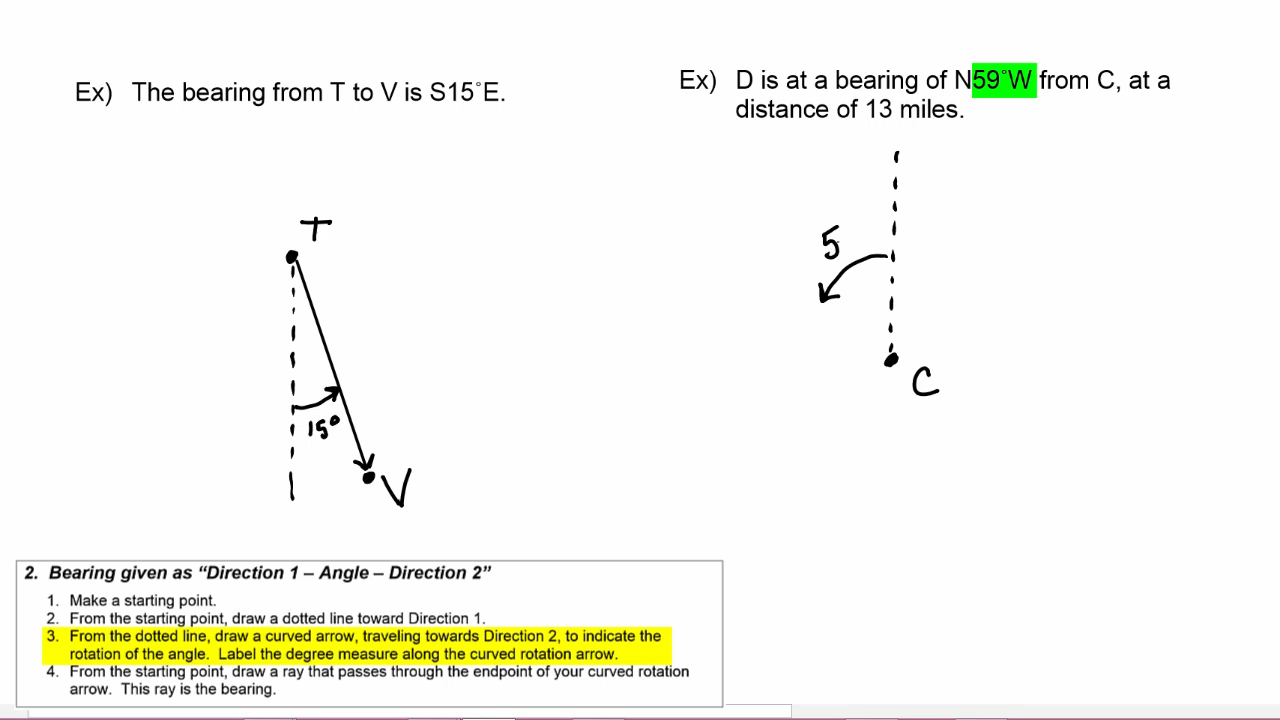 Ex) The bearing from T to V is S15°E.
Ex) D is at a bearing of N59°W from C, at a
distance of 13 miles.
T
15°
V
5
C
2. Bearing given as “Direction 1 – Angle – Direction 2”
1. Make a starting point.
2. From the starting point, draw a dotted line toward Direction 1.
3. From the dotted line, draw a curved arrow, traveling towards Direction 2, to indicate the
rotation of the angle. Label the degree measure along the curved rotation arrow.
4. From the starting point, draw a ray that passes through the endpoint of your curved rotation
arrow. This ray is the bearing.